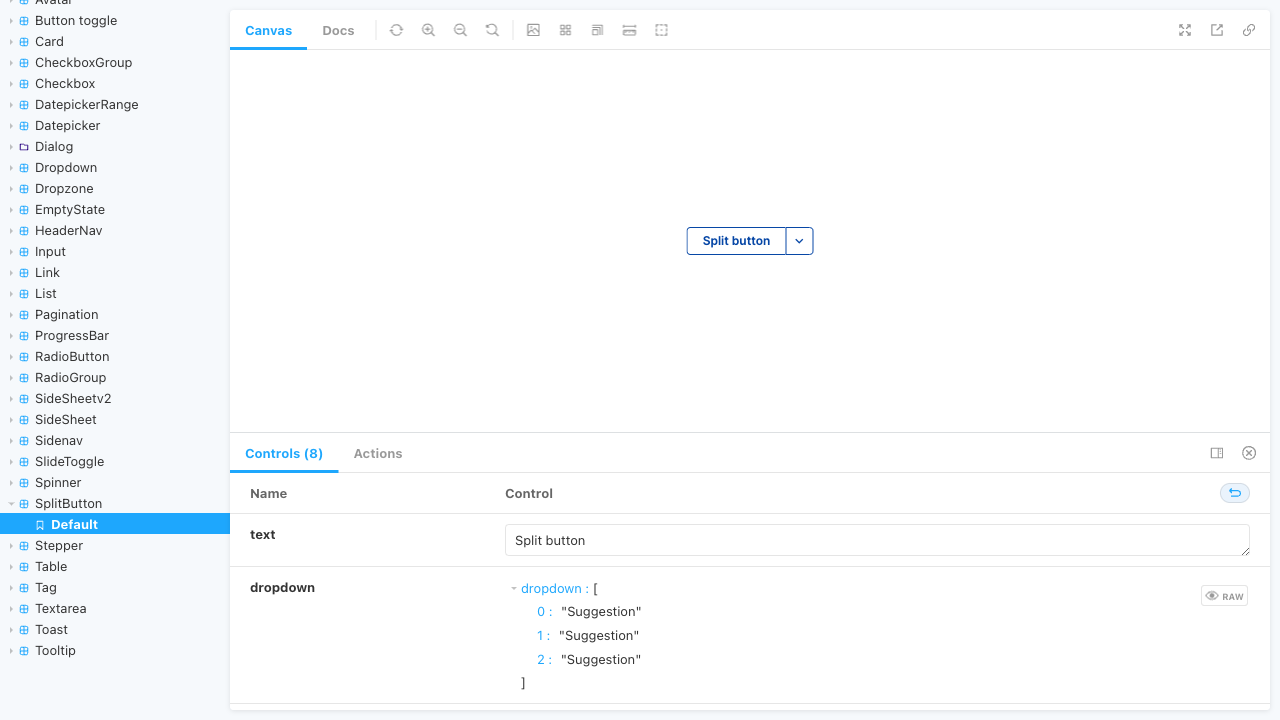 Avatar
Button toggle
Card
CheckboxGroup
Checkbox
DatepickerRange
Datepicker
Dialog
Dropdown
Dropzone
EmptyState
HeaderNav
Input
Link
List
Pagination
ProgressBar
RadioButton
RadioGroup
SideSheetv2
SideSheet
Sidenav
SlideToggle
Spinner
SplitButton
Default
Stepper
Table
Tag
Textarea
Toast
Tooltip
Canvas Docs
Split button
Controls (8) Actions
Name Control
text Split button
dropdown dropdown : [
RAW
0 : "Suggestion"
1 : "Suggestion"
2 : "Suggestion"
]